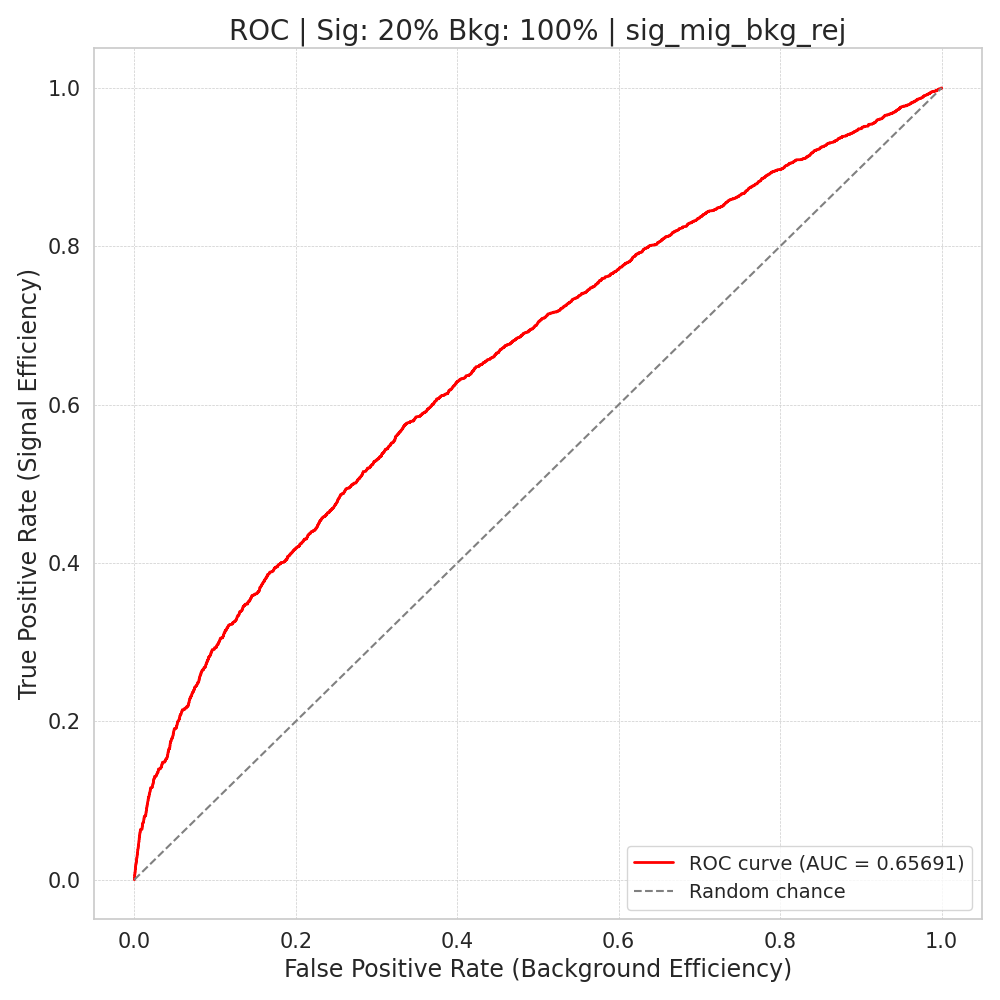 ROC | Sig: 20% Bkg: 100% | sig_mig_bkg_rej
True Positive Rate (Signal Efficiency)
1.0
0.8
0.6
0.4
0.2
0.0
ROC curve (AUC = 0.65691)
Random chance
0.0 0.2 0.4 0.6 0.8 1.0
False Positive Rate (Background Efficiency)